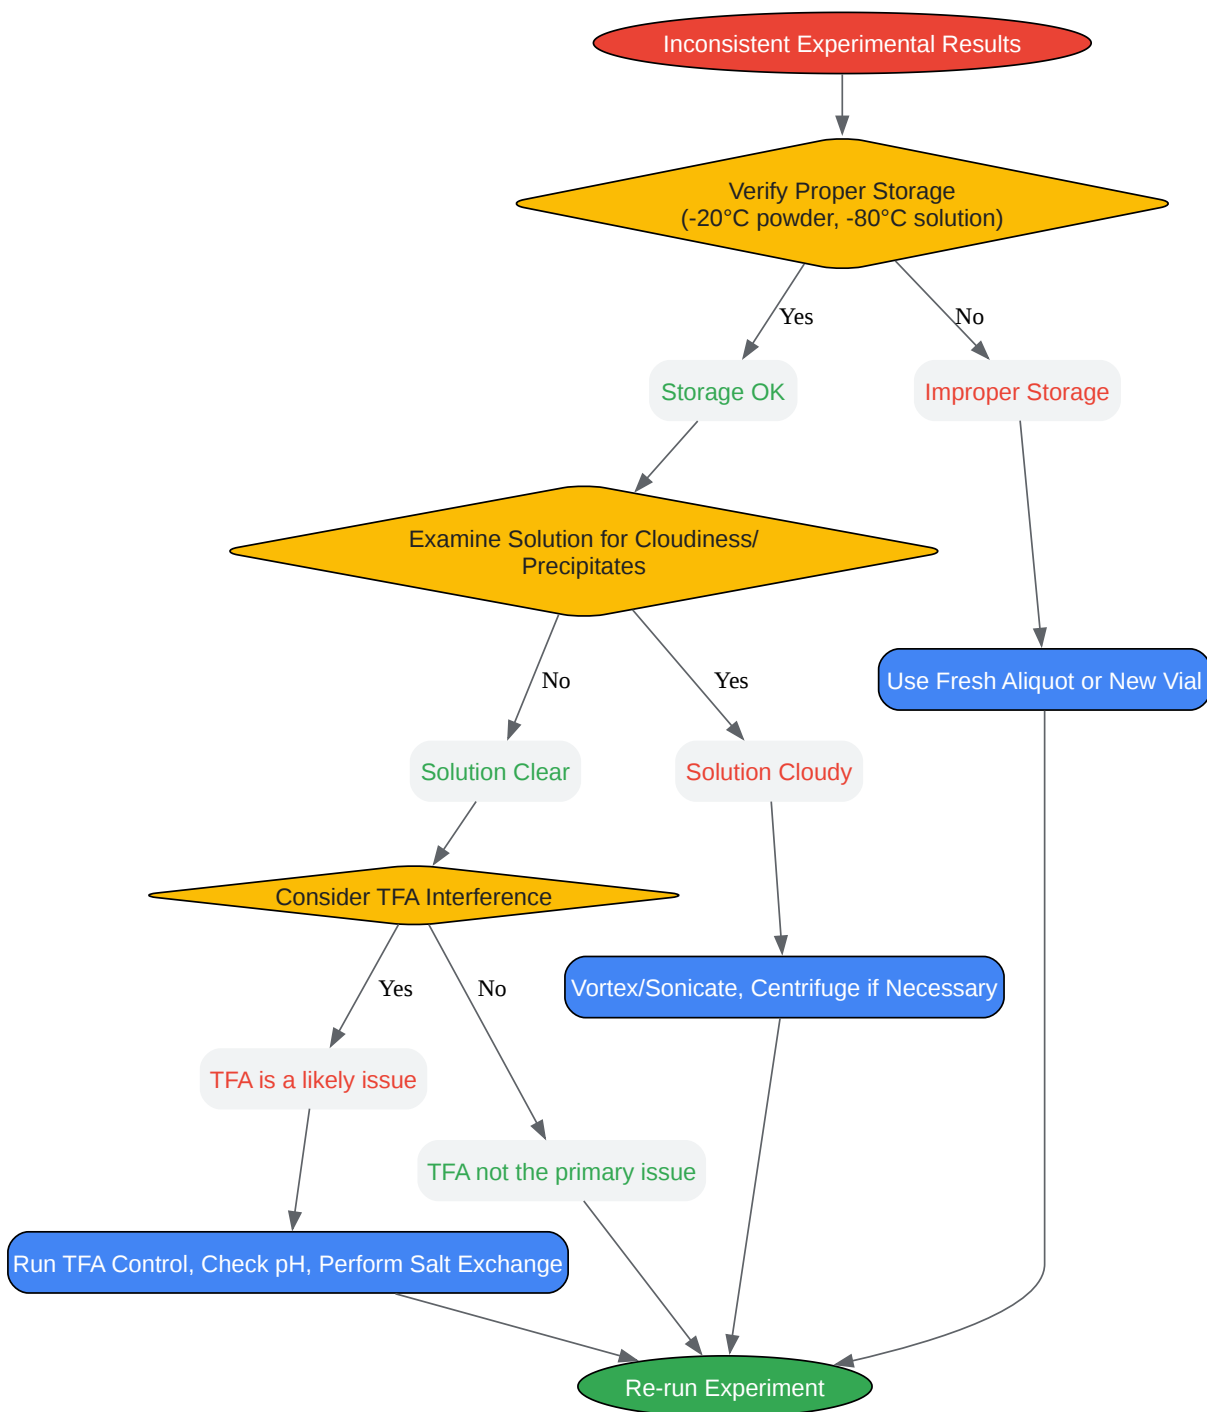 Inconsistent Experimental Results
Verify Proper Storage
(-20°C powder, -80°C solution)
Yes
No
Storage OK
Improper Storage
Examine Solution for Cloudiness/
Precipitates
No
Yes
Use Fresh Aliquot or New Vial
Solution Clear
Solution Cloudy
Consider TFA Interference
Yes
No
Vortex/Sonicate, Centrifuge if Necessary
TFA is a likely issue
TFA not the primary issue
Run TFA Control, Check pH, Perform Salt Exchange
Re-run Experiment